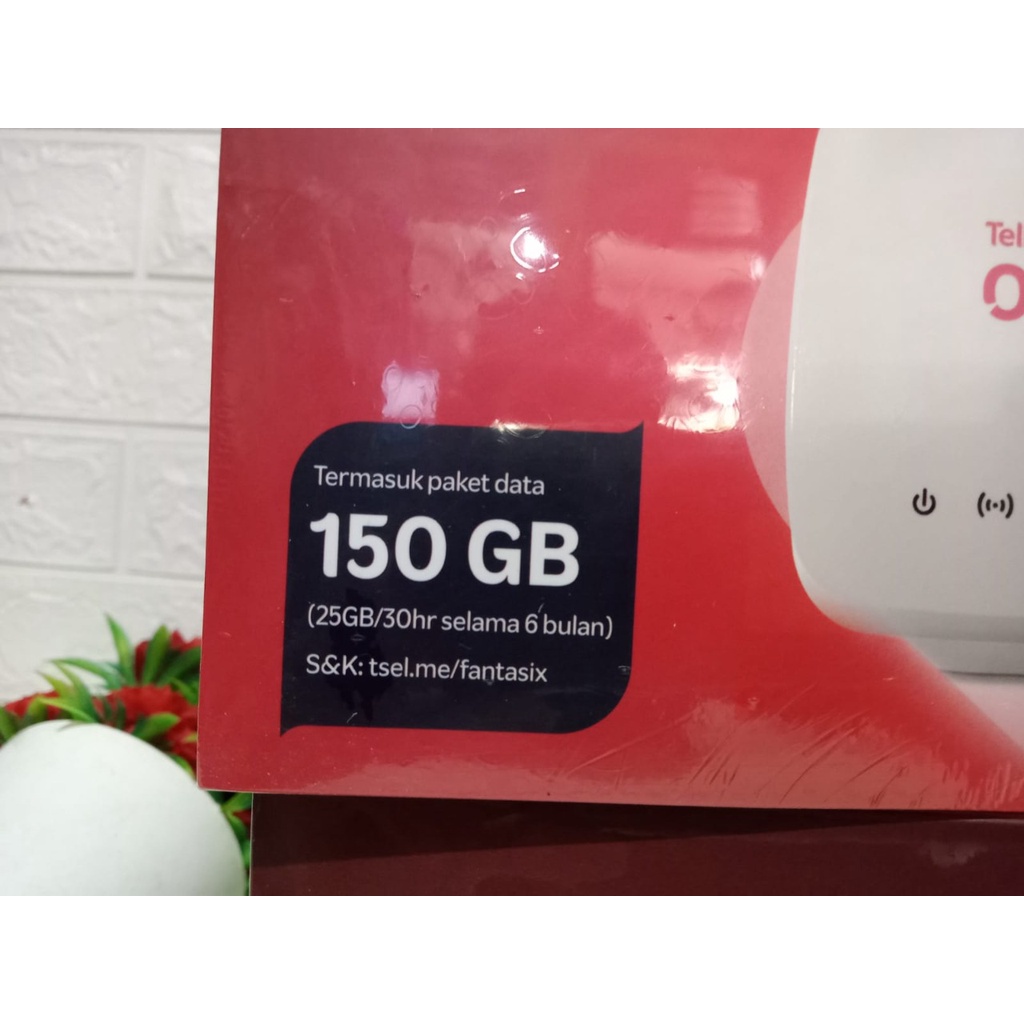 Termasuk paket data
150 GB
(25GB/30hr selama 6 bulan)
S&K: tsel.me/fantasix